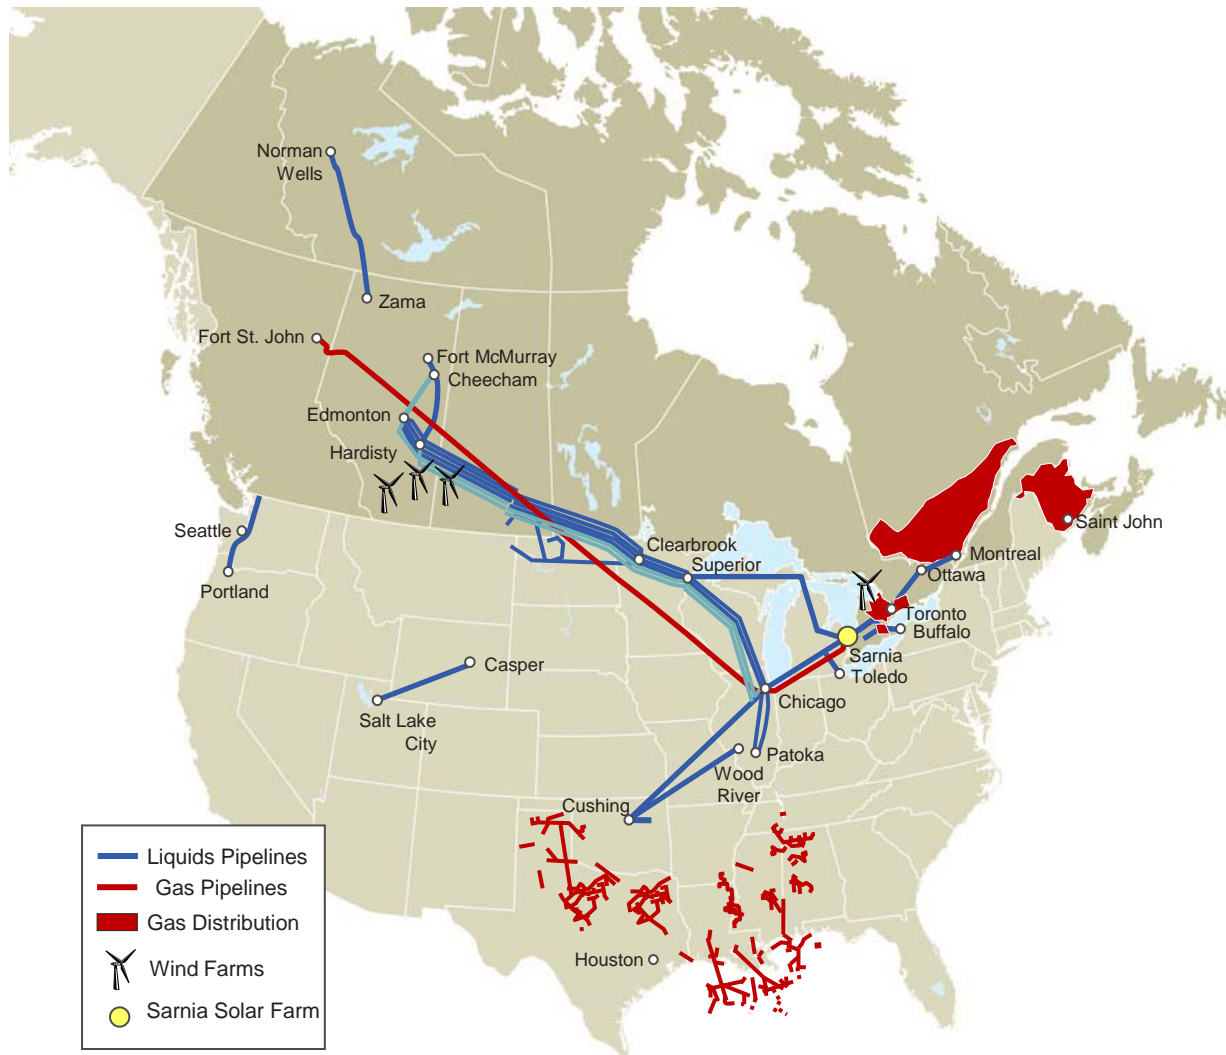 Norman
Wells
Zama
Fort St. John
Fort McMurray
Cheecham
Edmonton
Hardisty
Seattle
Portland
Clearbrook
Superior
Saint John
Montreal
Ottawa
Toronto
Buffalo
Sarnia
Toledo
Casper
Salt Lake
City
Chicago
Patoka
Wood
River
Cushing
Houston
Liquids Pipelines
Gas Pipelines
Gas Distribution
Wind Farms
Sarnia Solar Farm